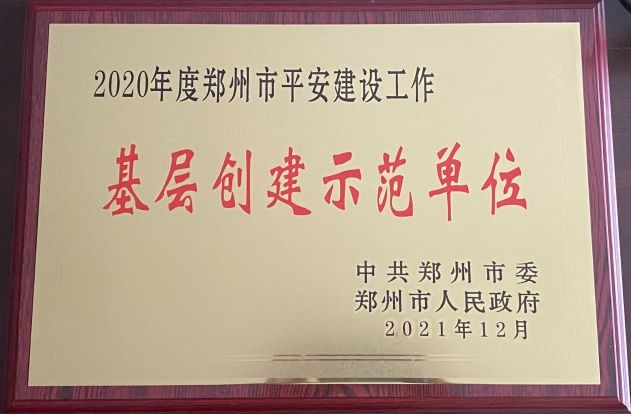 2020年度郑州市平安建设工作
基层创建示范单位
中共郑州市委
郑州市人民政府
2021年12月